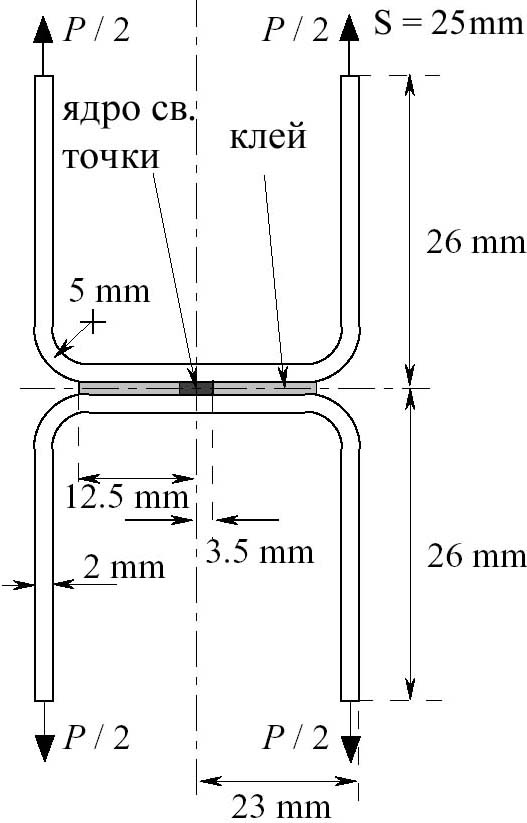 P / 2
P / 2
S = 25mm
ядро св.
точки
клей
26 mm
5 mm
12.5 mm
3.5 mm
2 mm
26 mm
P / 2
P / 2
23 mm